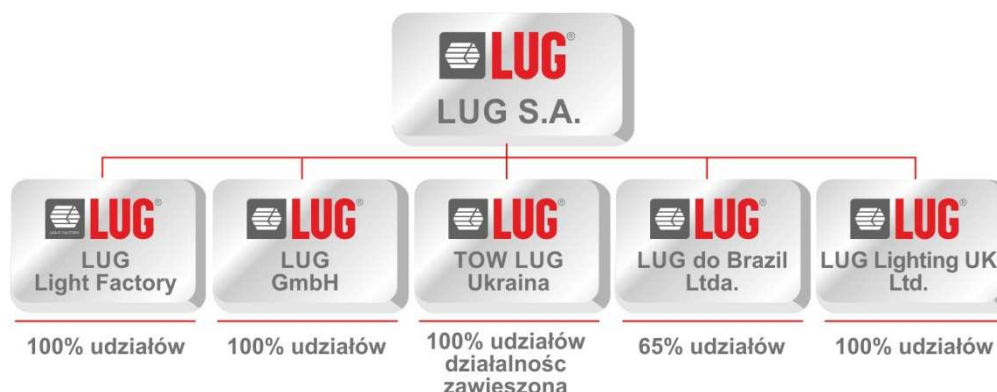 LUG®
LUG S.A.
LUG®
LUG
Light Factory
100% udziałów
LUG®
LUG
GmbH
100% udziałów
LUG®
TOW LUG
Ukraina
100% udziałów
działalnośc
zawieszona
LUG®
LUG do Brazil
Ltda.
65% udziałów
LUG®
LUG Lighting UK
Ltd.
100% udziałów